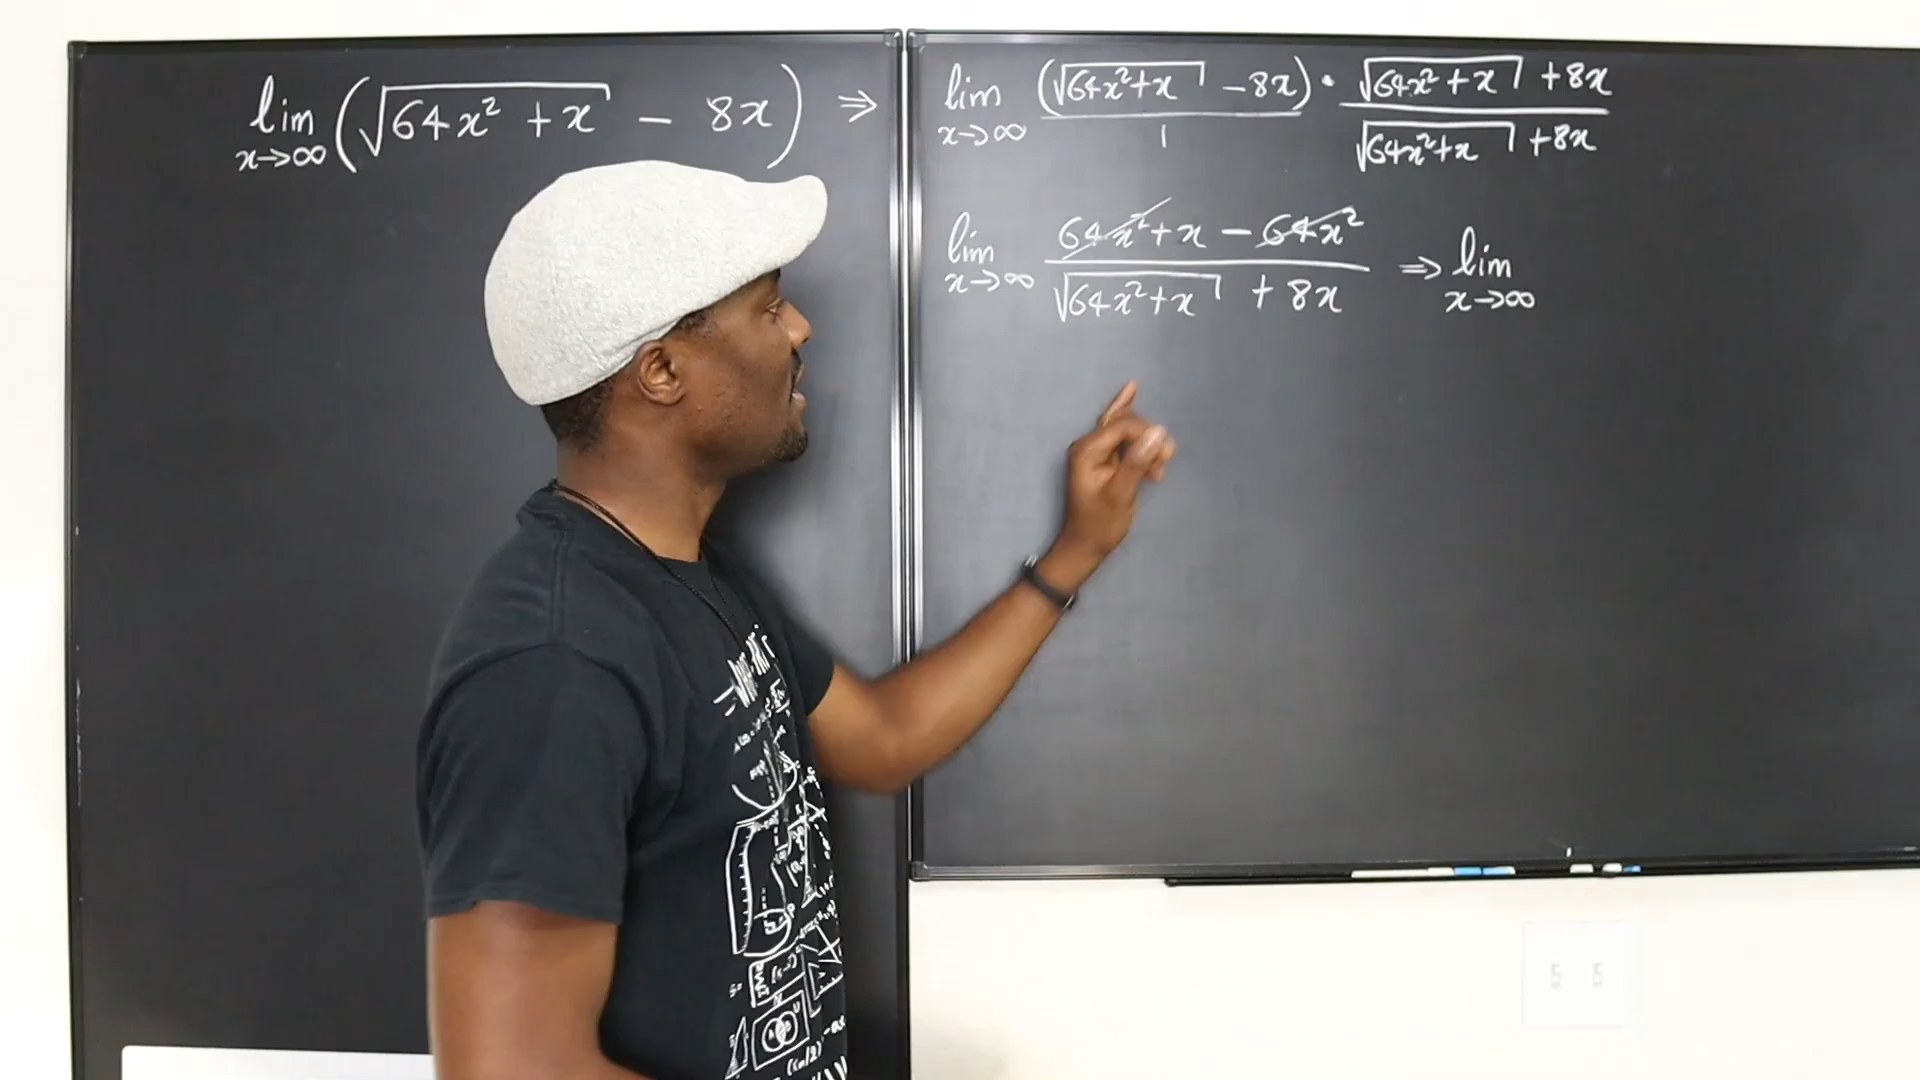 lim x→∞ (√(64x² + x) − 8x) ⇒
lim x→∞ (√(64x²+x) − 8x) / 1 · (√(64x²+x) + 8x) / (√(64x²+x) + 8x)
lim x→∞ (64x² + x − 64x²) / (√(64x²+x) + 8x) ⇒ lim x→∞